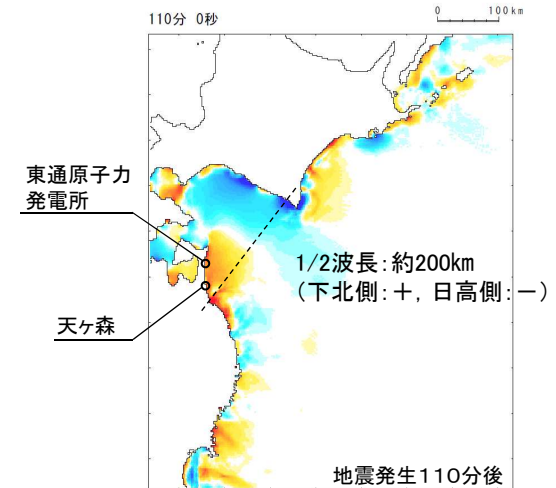 110分 0秒
0 100km
東通原子力
発電所
1/2波長:約200km
(下北側:+, 日高側:-)
天ヶ森
地震発生110分後